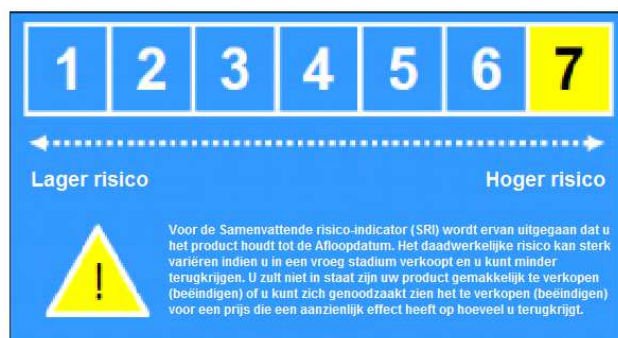 1 2 3 4 5 6 7
Lager risico Hoger risico
Voor de Samenvattende risico-indicator (SRI) wordt ervan uitgegaan dat u
het product houdt tot de Afloopdatum. Het daadwerkelijke risico kan sterk
variëren indien u in een vroeg stadium verkoopt en u kunt minder
terugkrijgen. U zult niet in staat zijn uw product gemakkelijk te verkopen
(beëindigen) of u kunt zich genoodzaakt zien het te verkopen (beëindigen)
voor een prijs die een aanzienlijk effect heeft op hoeveel u terugkrijgt.
!